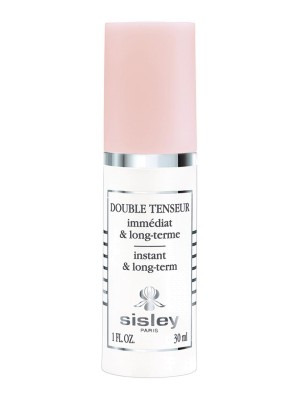 DOUBLE TENSEUR
immédiat
& long-terme
instant
& long-term
sisley
PARIS
1 FL.OZ. 30 ml